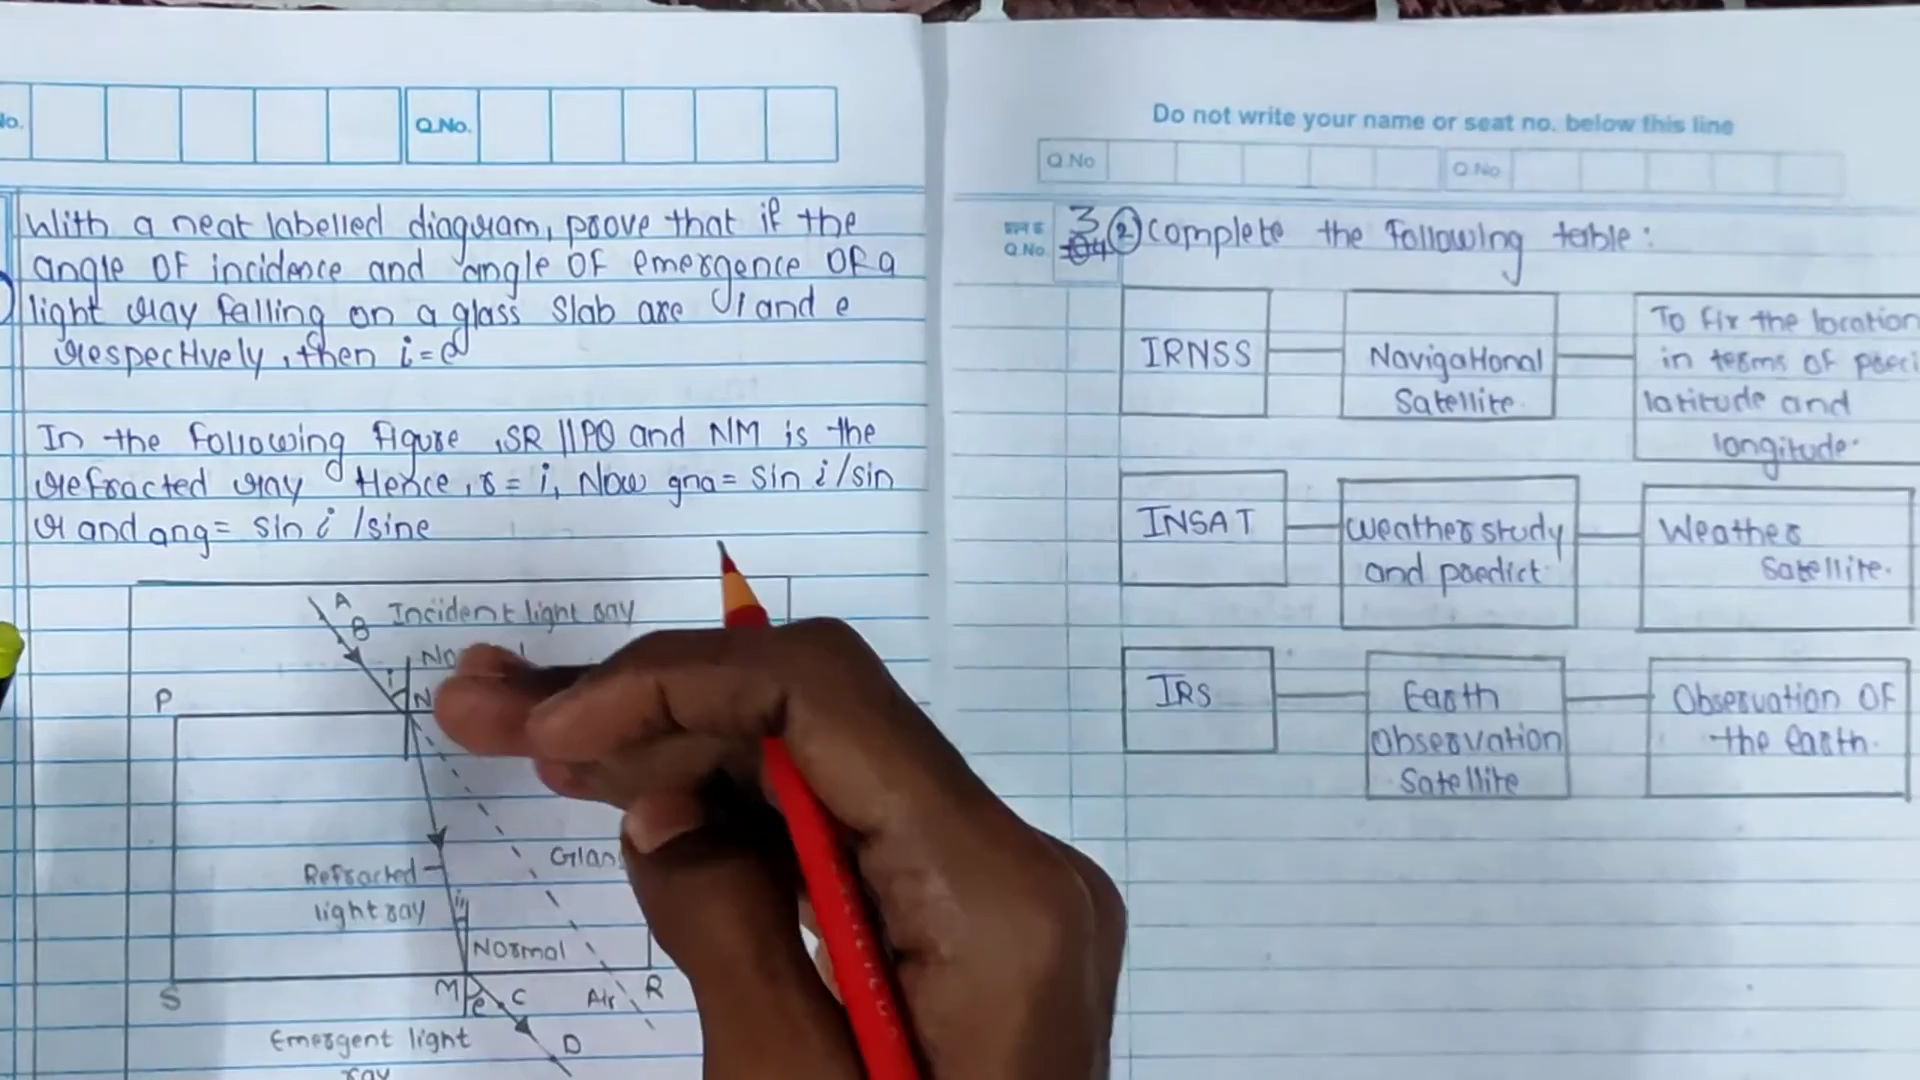 No.
Q.No.
With a neat labelled diagram, prove that if the
angle of incidence and angle of emergence of a
light ray falling on a glass slab are i and e
respectively, then i = e
In the following figure, SR || PQ and NM is the
refracted ray Hence, r = i, Now gna = sin i/sin
r and ang = sin i /sine
A
B Incident light ray
i
N
P
Refracted
light ray
i
Normal
S
M
e
C
Air
R
Emergent light
ray
D
Do not write your name or seat no. below this line
Q.No
Q.No
प्रश्न क्र
Q.No.
3 (2) Complete the following table:
IRNSS
Navigational
Satellite.
To fix the location
in terms of
latitude and
longitude.
INSAT
Weather study
and predict
Weather
Satellite.
IRS
Earth
Observation
Satellite
Observation of
the earth.